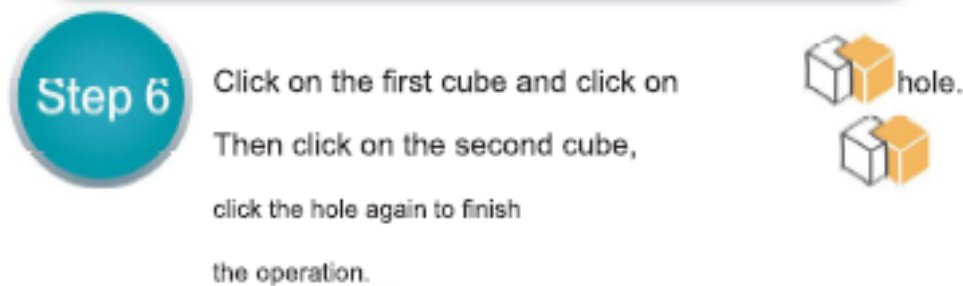 Step 6
Click on the first cube and click on hole.
Then click on the second cube,
click the hole again to finish
the operation.